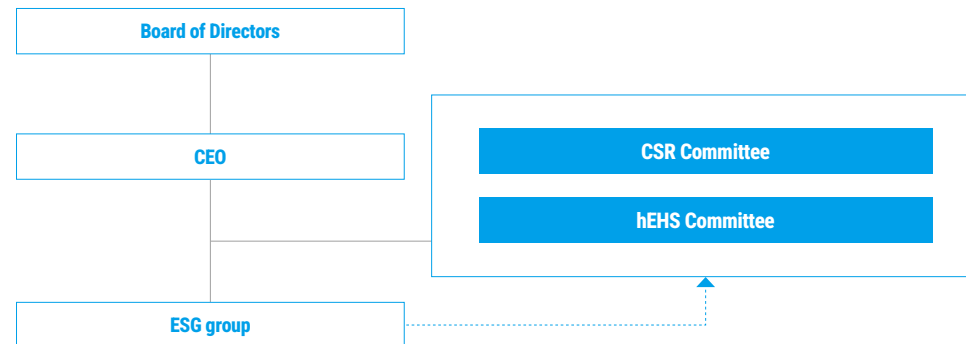 Board of Directors
CEO
CSR Committee
hEHS Committee
ESG group